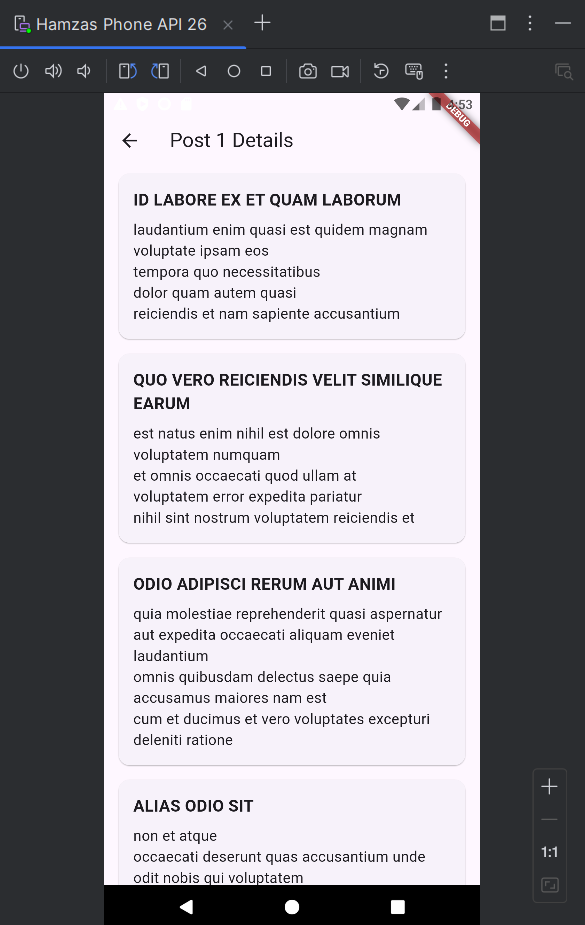 Hamzas Phone API 26
4:53
DEBUG
Post 1 Details
ID LABORE EX ET QUAM LABORUM
laudantium enim quasi est quidem magnam
voluptate ipsam eos
tempora quo necessitatibus
dolor quam autem quasi
reiciendis et nam sapiente accusantium
QUO VERO REICIENDIS VELIT SIMILIQUE
EARUM
est natus enim nihil est dolore omnis
voluptatem numquam
et omnis occaecati quod ullam at
voluptatem error expedita pariatur
nihil sint nostrum voluptatem reiciendis et
ODIO ADIPISCI RERUM AUT ANIMI
quia molestiae reprehenderit quasi aspernatur
aut expedita occaecati aliquam eveniet
laudantium
omnis quibusdam delectus saepe quia
accusamus maiores nam est
cum et ducimus et vero voluptates excepturi
deleniti ratione
ALIAS ODIO SIT
non et atque
occaecati deserunt quas accusantium unde
odit nobis qui voluptatem
1:1